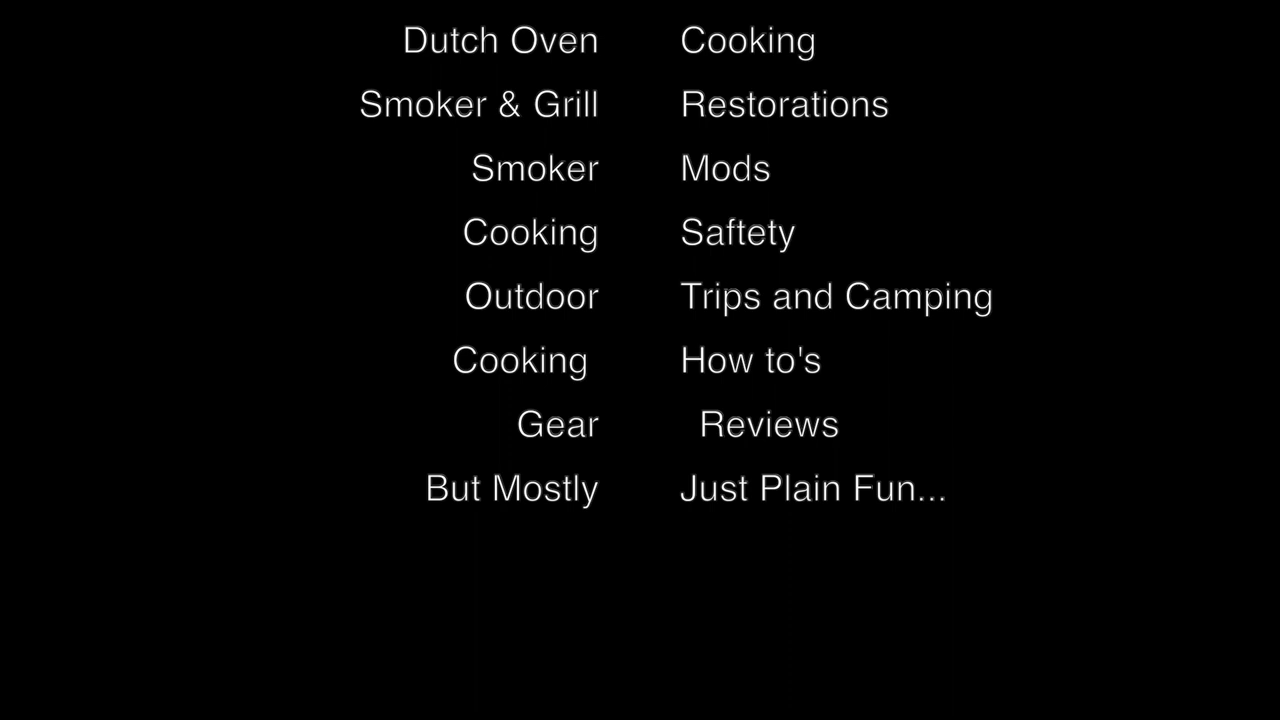 Dutch Oven Cooking
Smoker & Grill Restorations
Smoker Mods
Cooking Saftety
Outdoor Trips and Camping
Cooking How to's
Gear Reviews
But Mostly Just Plain Fun...